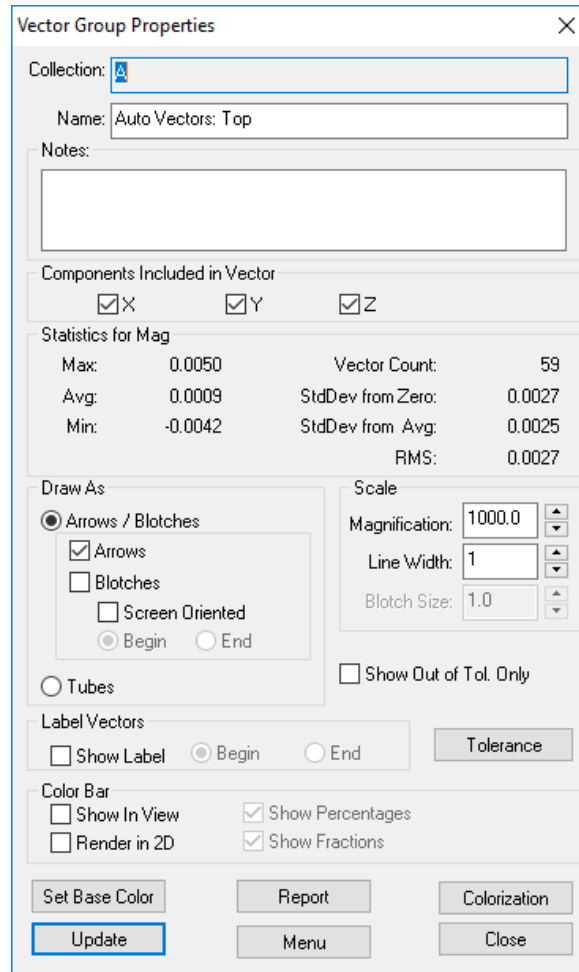 Vector Group Properties
Collection: A
Name: Auto Vectors: Top
Notes:
Components Included in Vector
X Y Z
Statistics for Mag
Max: 0.0050 Vector Count: 59
Avg: 0.0009 StdDev from Zero: 0.0027
Min: -0.0042 StdDev from Avg: 0.0025
RMS: 0.0027
Draw As
Arrows / Blotches
Arrows
Blotches
Screen Oriented
Begin End
Tubes
Scale
Magnification: 1000.0
Line Width: 1
Blotch Size: 1.0
Show Out of Tol. Only
Label Vectors
Show Label Begin End
Tolerance
Color Bar
Show In View Show Percentages
Render in 2D Show Fractions
Set Base Color Report Colorization
Update Menu Close